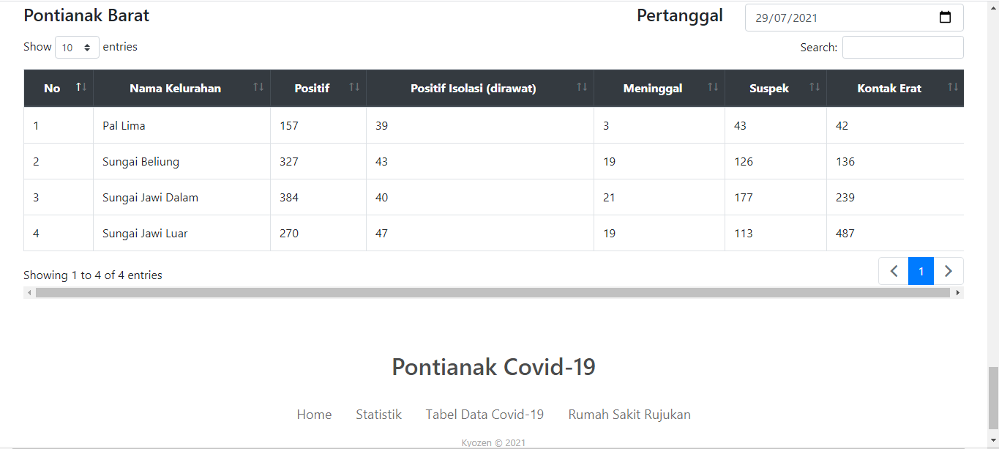 Pontianak Barat Pertanggal 29/07/2021
Show 10 entries Search:
No Nama Kelurahan Positif Positif Isolasi (dirawat) Meninggal Suspek Kontak Erat
1 Pal Lima 157 39 3 43 42
2 Sungai Beliung 327 43 19 126 136
3 Sungai Jawi Dalam 384 40 21 177 239
4 Sungai Jawi Luar 270 47 19 113 487
Showing 1 to 4 of 4 entries 1
Pontianak Covid-19
Home Statistik Tabel Data Covid-19 Rumah Sakit Rujukan
Kyozen © 2021